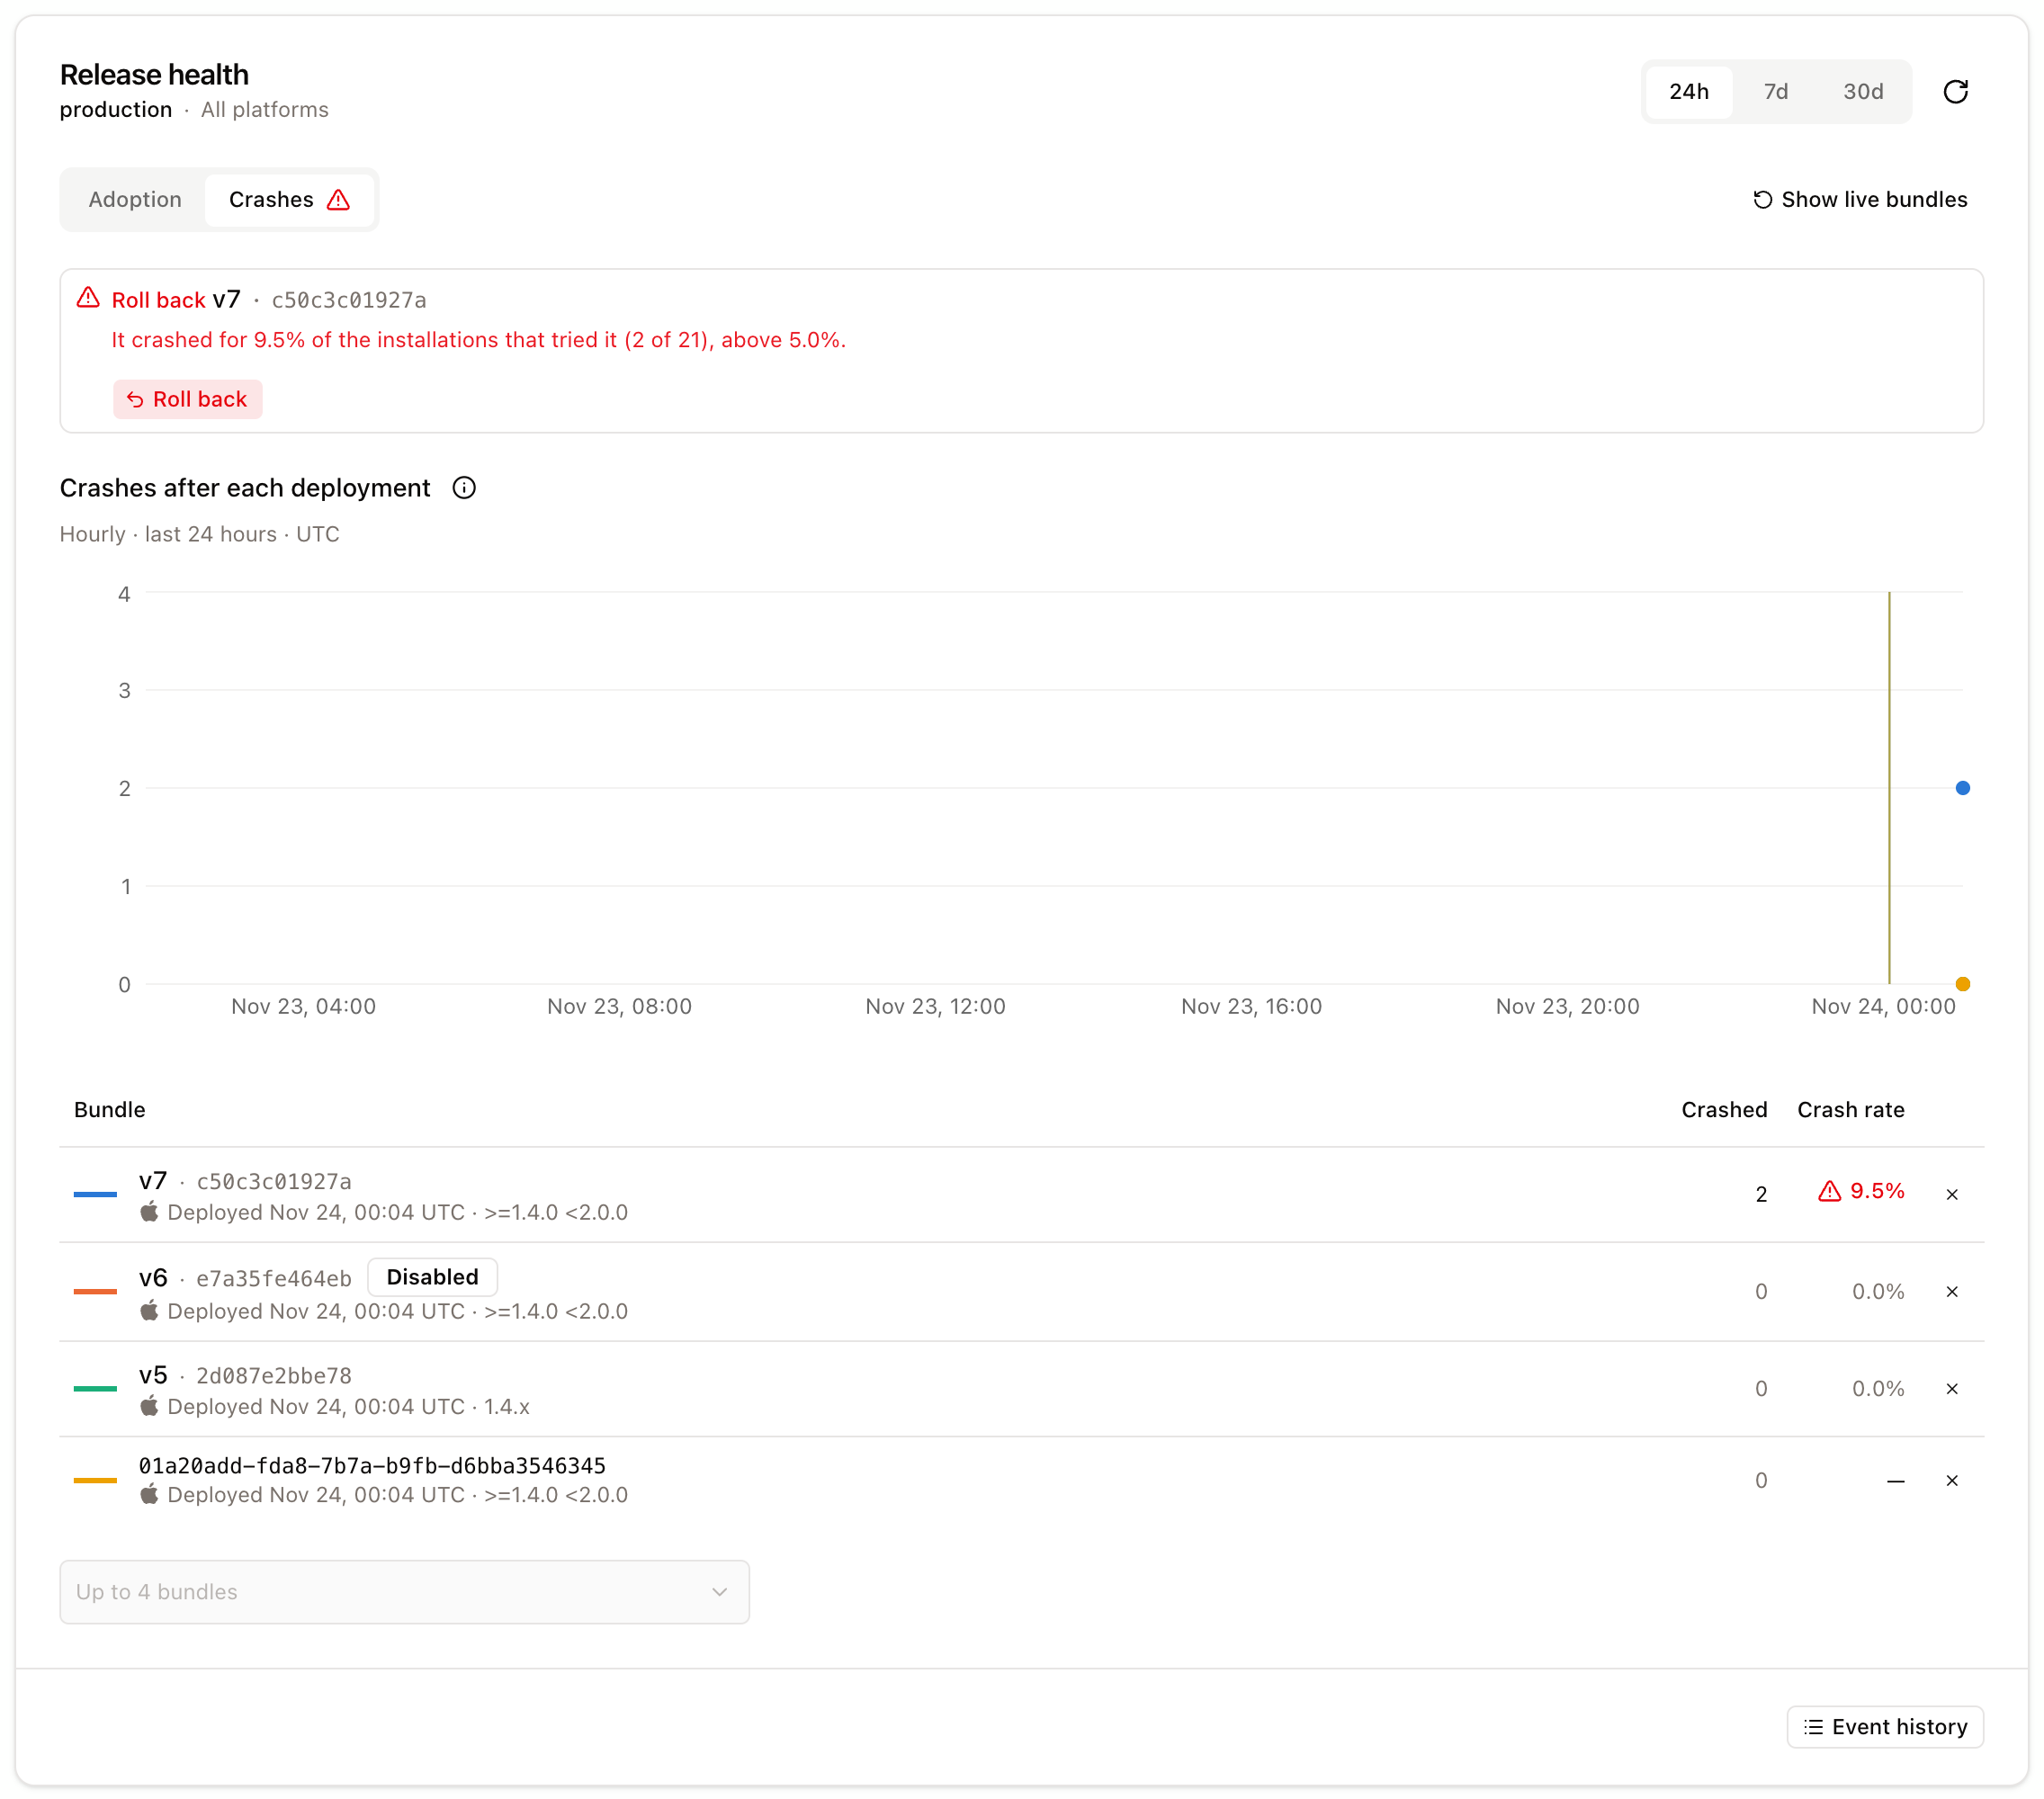 Release health
production · All platforms
24h 7d 30d
Adoption Crashes
Show live bundles
Roll back v7 · c50c3c01927a
It crashed for 9.5% of the installations that tried it (2 of 21), above 5.0%.
Roll back
Crashes after each deployment
Hourly · last 24 hours · UTC
4
3
2
1
0
Nov 23, 04:00 Nov 23, 08:00 Nov 23, 12:00 Nov 23, 16:00 Nov 23, 20:00 Nov 24, 00:00
Bundle Crashed Crash rate
v7 · c50c3c01927a
Deployed Nov 24, 00:04 UTC · >=1.4.0 <2.0.0
2 9.5%
v6 · e7a35fe464eb Disabled
Deployed Nov 24, 00:04 UTC · >=1.4.0 <2.0.0
0 0.0%
v5 · 2d087e2bbe78
Deployed Nov 24, 00:04 UTC · 1.4.x
0 0.0%
01a20add-fda8-7b7a-b9fb-d6bba3546345
Deployed Nov 24, 00:04 UTC · >=1.4.0 <2.0.0
0 —
Up to 4 bundles
Event history